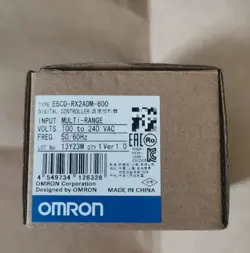 TYPE E5CD-RX2ADM-800
DIGITAL CONTROLLER
INPUT MULTI-RANGE
VOLTS 100 to 240 VAC
FREQ 50/60Hz
LOT No 13Y23M QTY 1 Ver 1.0
4 549734 126328
OMRON Corporation
Designed by OMRON MADE IN CHINA
OMRON
EAC